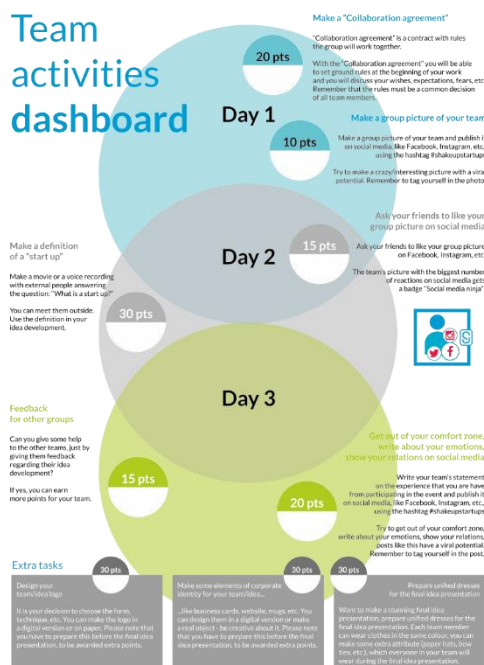 Team
activities
dashboard
Make a "Collaboration agreement"
"Collaboration agreement" is a contract with rules
the group will work together.
With the "Collaboration agreement" you will be able
to set ground rules at the beginning of your work
and you will discuss your wishes, expectations, fears, etc.
Remember that the rules must be a common decision
of all team members.
20 pts
Day 1
Make a group picture of your team
Make a group picture of your team and publish it
on social media, like Facebook, Instagram, etc.
using the hashtag #shakeupstartups
Try to make a crazy/interesting picture with a viral
potential. Remember to tag yourself in the photo
10 pts
Ask your friends to like your
group picture on social media
Ask your friends to like your group picture
on Facebook, Instagram, etc
The team's picture with the biggest number
of reactions on social media gets
a badge "Social media ninja"
15 pts
Day 2
Make a definition
of a "start up"
Make a movie or a voice recording
with external people answering
the question: "What is a start up?"
You can meet them outside.
Use the definition in your
idea development.
30 pts
Day 3
Feedback
for other groups
Can you give some help
to the other teams, just by
giving them feedback
regarding their idea
development?
If yes, you can earn
more points for your team.
15 pts
Get out of your comfort zone,
write about your emotions,
show your relations on social media
Write your team's statement
on the experience that you are have
from participating in the event and publish it
on social media, like Facebook, Instagram, etc.,
using the hashtag #shakeupstartups
Try to get out of your comfort zone,
write about your emotions, show your relations,
posts like this have a viral potential.
Remember to tag yourself in the post.
20 pts
Extra tasks
30 pts
Design your
team/idea logo
It is your decision to choose the form,
technique, etc. You can make the logo in
a digital version or on paper. Please note that
you have to prepare this before the final idea
presentation, to be awarded extra points.
30 pts
Make some elements of corporate
identity for your team/idea...
...like business cards, website, mugs, etc. You
can design them in a digital version or make
a real object - be creative about it. Please note
that you have to prepare this before the final
idea presentation, to be awarded extra points.
30 pts
Prepare unified dresses
for the final idea presentation
Want to make a stunning final idea
presentation, prepare unified dresses for the
final idea presentation. Each team member
can wear clothes in the same colour, you can
make some extra attribute (paper hats, bow
ties, etc.), which everyone in your team will
wear during the final idea presentation.